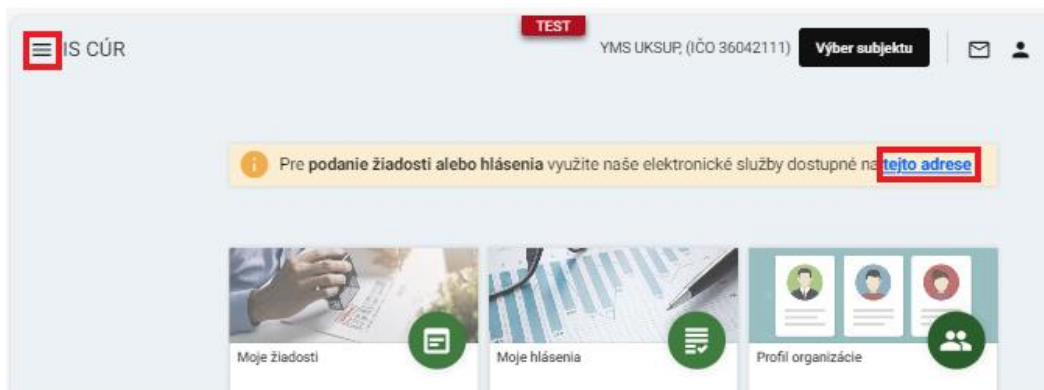 TEST
IS CÚR
YMS UKSUP, (IČO 36042111) Výber subjektu
Pre podanie žiadosti alebo hlásenia využite naše elektronické služby dostupné na tejto adrese
Moje žiadosti
Moje hlásenia
Profil organizácie